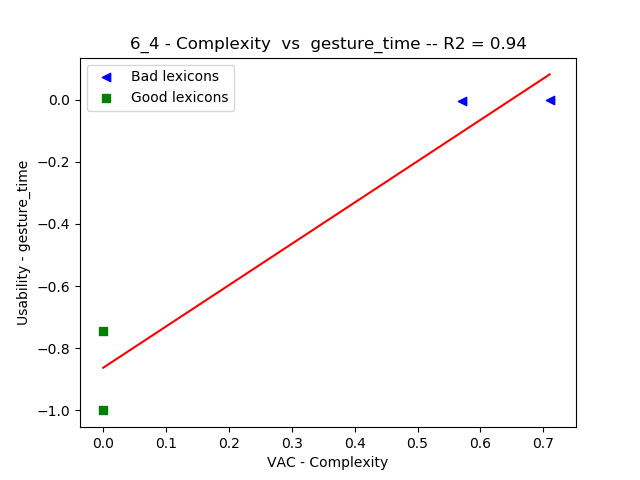 6_4 - Complexity  vs  gesture_time -- R2 = 0.94
Bad lexicons
Good lexicons
0.0
−0.2
−0.4
−0.6
−0.8
−1.0
Usability - gesture_time
0.0 0.1 0.2 0.3 0.4 0.5 0.6 0.7
VAC - Complexity